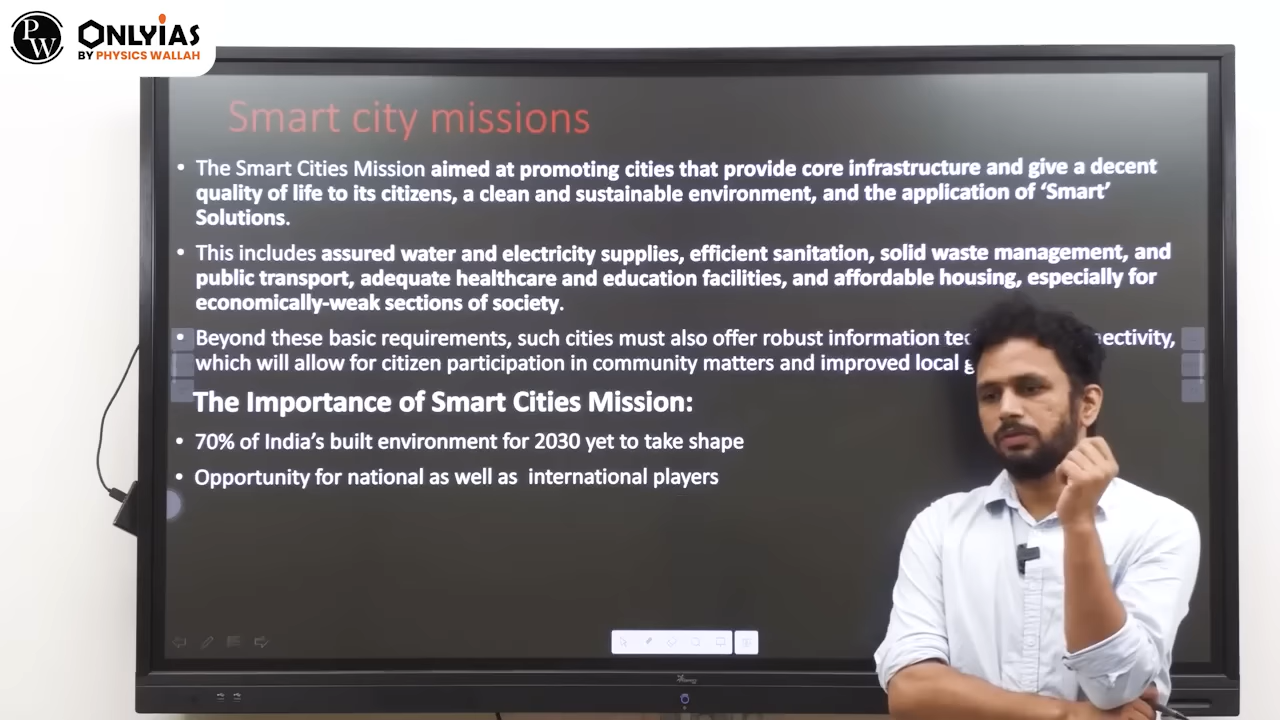 PW
ONLYIAS
BY PHYSICS WALLAH
Smart city missions
• The Smart Cities Mission aimed at promoting cities that provide core infrastructure and give a decent
quality of life to its citizens, a clean and sustainable environment, and the application of ‘Smart’
Solutions.
• This includes assured water and electricity supplies, efficient sanitation, solid waste management, and
public transport, adequate healthcare and education facilities, and affordable housing, especially for
economically-weak sections of society.
• Beyond these basic requirements, such cities must also offer robust information
which will allow for citizen participation in community matters and improved local
The Importance of Smart Cities Mission:
• 70% of India’s built environment for 2030 yet to take shape
• Opportunity for national as well as international players